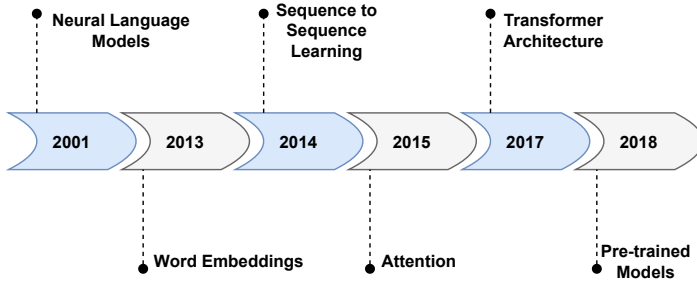 Neural Language
Models
Sequence to
Sequence
Learning
Transformer
Architecture
2001
2013
2014
2015
2017
2018
Word Embeddings
Attention
Pre-trained
Models